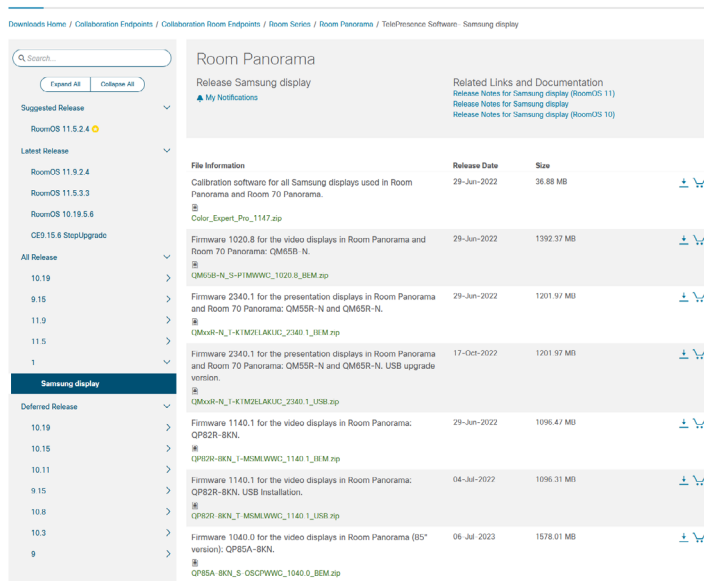 Downloads Home / Collaboration Endpoints / Collaboration Room Endpoints / Room Series / Room Panorama / TelePresence Software- Samsung display
Search...
Expand All Collapse All
Suggested Release
RoomOS 11.5.2.4
Latest Release
RoomOS 11.9.2.4
RoomOS 11.5.3.3
RoomOS 10.19.5.6
CE9.15.6 StepUpgrade
All Release
10.19
9.15
11.9
11.5
1
Samsung display
Deferred Release
10.19
10.15
10.11
9.15
10.8
10.3
9
Room Panorama
Release Samsung display
My Notifications
Related Links and Documentation
Release Notes for Samsung display (RoomOS 11)
Release Notes for Samsung display
Release Notes for Samsung display (RoomOS 10)
File Information Release Date Size
Calibration software for all Samsung displays used in Room 29-Jun-2022 36.88 MB
Panorama and Room 70 Panorama.
Color_Expert_Pro_1147.zip
Firmware 1020.8 for the video displays in Room Panorama and 29-Jun-2022 1392.37 MB
Room 70 Panorama: QM65B-N.
QM65B-N_S-PTMWWC_1020.8_BEM.zip
Firmware 2340.1 for the presentation displays in Room Panorama 29-Jun-2022 1201.97 MB
and Room 70 Panorama: QM55R-N and QM65R-N.
QMxxR-N_T-KTM2ELAKUC_2340.1_BEM.zip
Firmware 2340.1 for the presentation displays in Room Panorama 17-Oct-2022 1201.97 MB
and Room 70 Panorama: QM55R-N and QM65R-N. USB upgrade
version.
QMxxR-N_T-KTM2ELAKUC_2340.1_USB.zip
Firmware 1140.1 for the video displays in Room Panorama: 29-Jun-2022 1096.47 MB
QP82R-8KN.
QP82R-8KN_T-MSMLWWC_1140.1_BEM.zip
Firmware 1140.1 for the video displays in Room Panorama: 04-Jul-2022 1096.31 MB
QP82R-8KN. USB Installation.
QP82R-8KN_T-MSMLWWC_1140.1_USB.zip
Firmware 1040.0 for the video displays in Room Panorama (85" 06-Jul-2023 1578.01 MB
version): QP85A-8KN.
QP85A-8KN_S-OSCPWWC_1040.0_BEM.zip